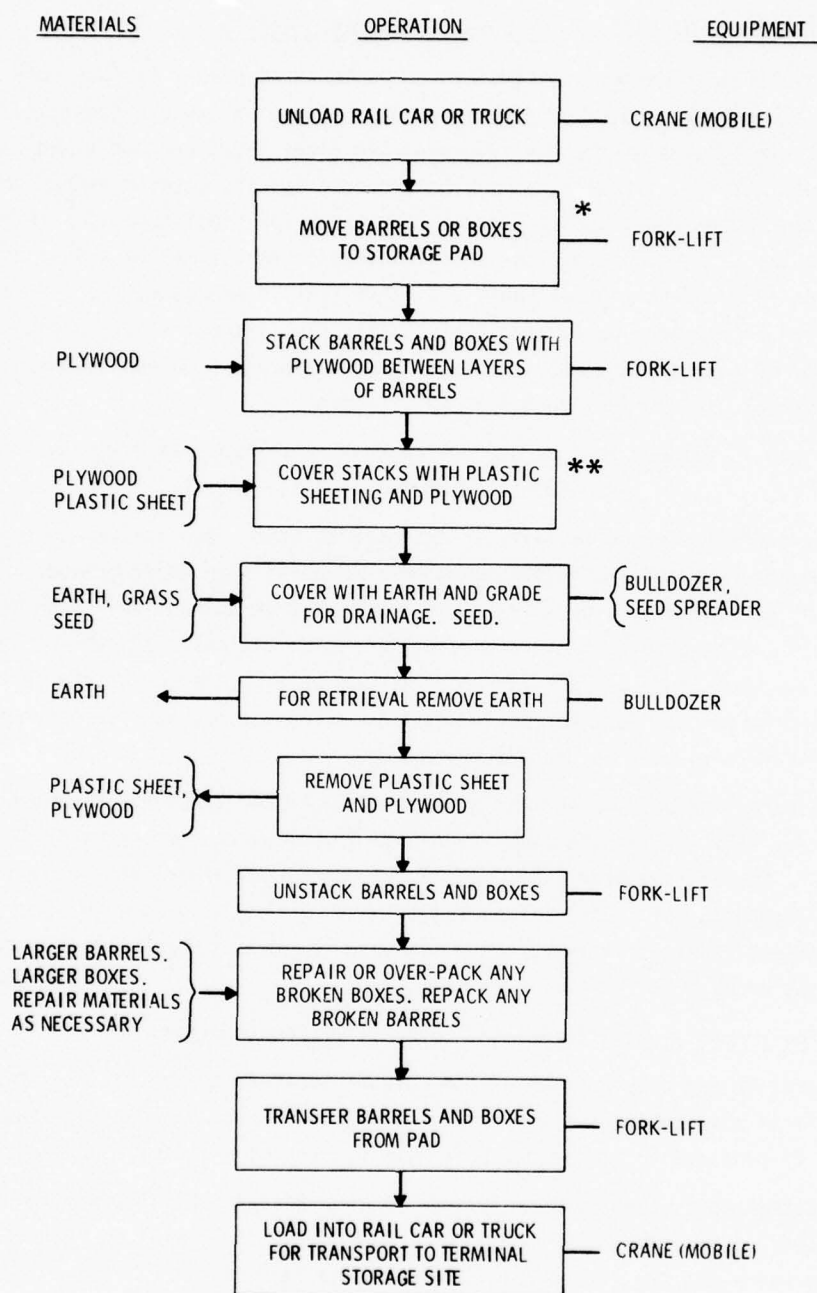 MATERIALS OPERATION EQUIPMENT
UNLOAD RAIL CAR OR TRUCK
CRANE (MOBILE)
MOVE BARRELS OR BOXES
TO STORAGE PAD
*
FORK-LIFT
PLYWOOD
STACK BARRELS AND BOXES WITH
PLYWOOD BETWEEN LAYERS
OF BARRELS
FORK-LIFT
PLYWOOD
PLASTIC SHEET
COVER STACKS WITH PLASTIC
SHEETING AND PLYWOOD
**
EARTH, GRASS
SEED
COVER WITH EARTH AND GRADE
FOR DRAINAGE. SEED.
BULLDOZER,
SEED SPREADER
EARTH
FOR RETRIEVAL REMOVE EARTH
BULLDOZER
PLASTIC SHEET,
PLYWOOD
REMOVE PLASTIC SHEET
AND PLYWOOD
UNSTACK BARRELS AND BOXES
FORK-LIFT
LARGER BARRELS.
LARGER BOXES.
REPAIR MATERIALS
AS NECESSARY
REPAIR OR OVER-PACK ANY
BROKEN BOXES. REPACK ANY
BROKEN BARRELS
TRANSFER BARRELS AND BOXES
FROM PAD
FORK-LIFT
LOAD INTO RAIL CAR OR TRUCK
FOR TRANSPORT TO TERMINAL
STORAGE SITE
CRANE (MOBILE)